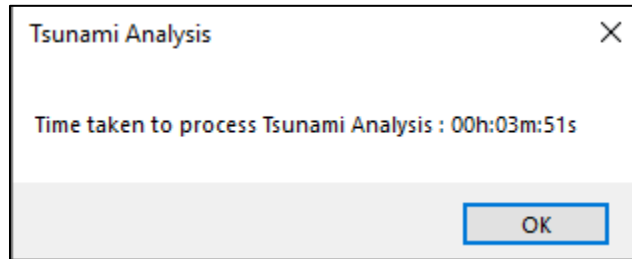 Tsunami Analysis
Time taken to process Tsunami Analysis : 00h:03m:51s
OK